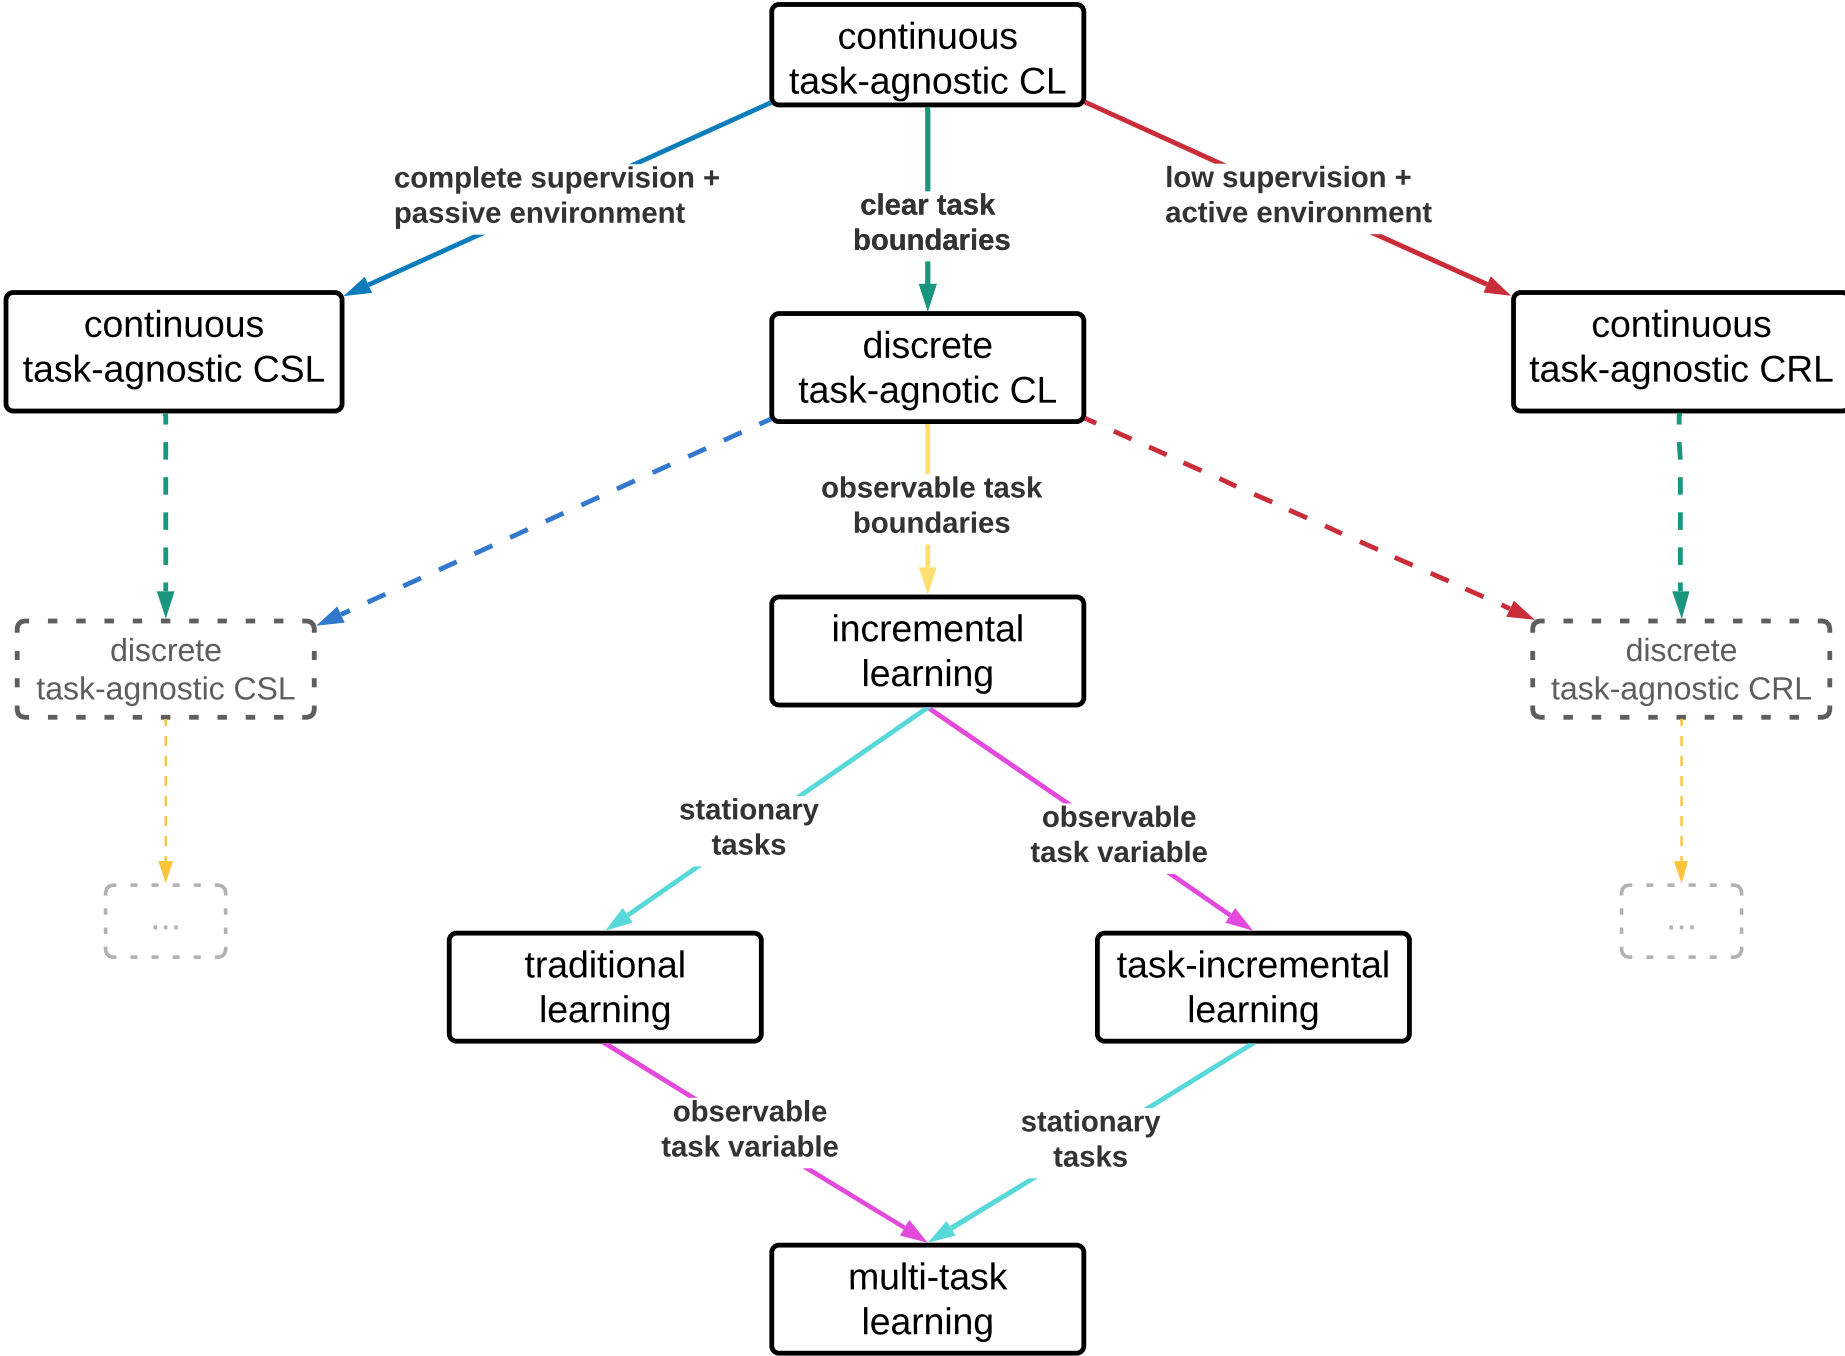 continuous
task-agnostic CL
complete supervision +
passive environment
clear task
boundaries
low supervision +
active environment
continuous
task-agnostic CSL
discrete
task-agnotic CL
continuous
task-agnostic CRL
observable task
boundaries
discrete
task-agnostic CSL
incremental
learning
discrete
task-agnostic CRL
stationary
tasks
observable
task variable
...
...
traditional
learning
task-incremental
learning
observable
task variable
stationary
tasks
multi-task
learning